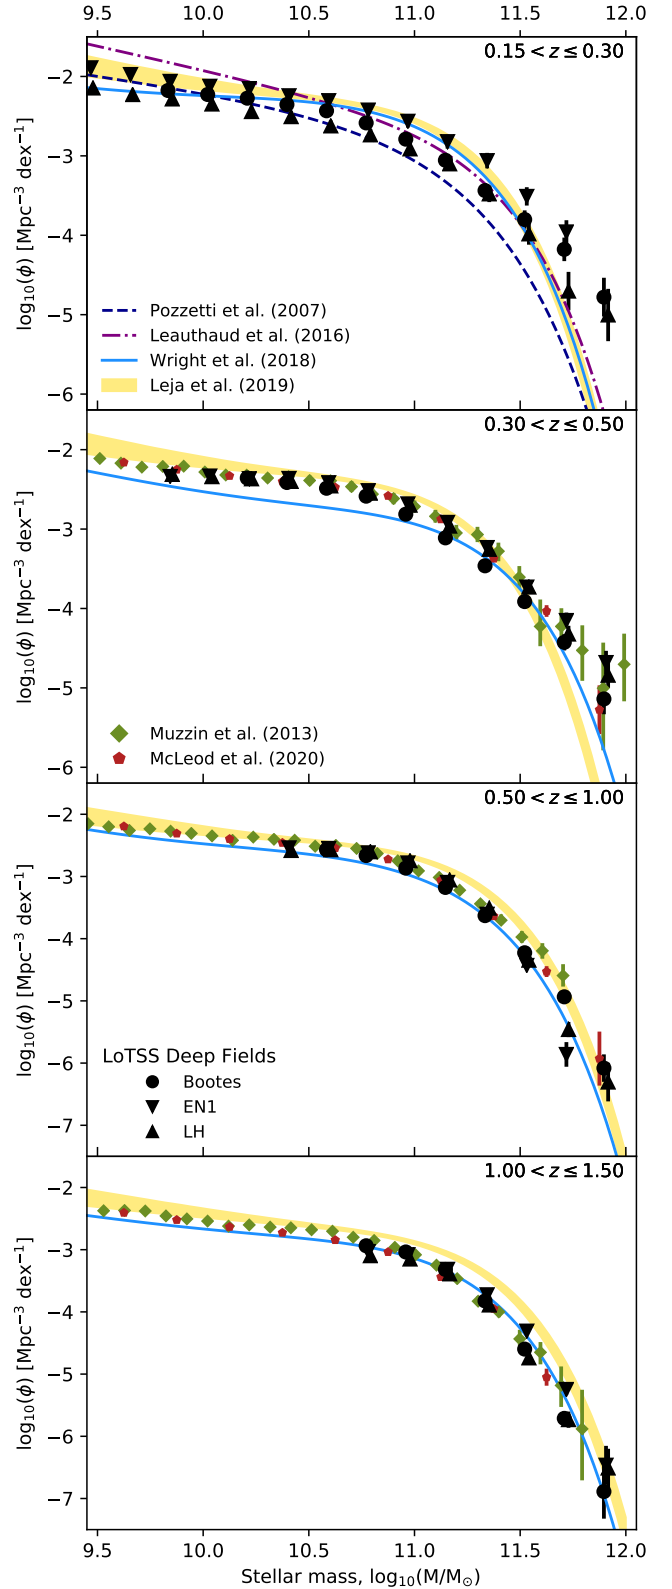 9.5 10.0 10.5 11.0 11.5 12.0
0.15 < z ≤ 0.30
−2
−3
−4
−5
−6
log₁₀(ϕ) [Mpc⁻³ dex⁻¹]
Pozzetti et al. (2007)
Leauthaud et al. (2016)
Wright et al. (2018)
Leja et al. (2019)
0.30 < z ≤ 0.50
−2
−3
−4
−5
−6
log₁₀(ϕ) [Mpc⁻³ dex⁻¹]
Muzzin et al. (2013)
McLeod et al. (2020)
0.50 < z ≤ 1.00
−2
−3
−4
−5
−6
−7
log₁₀(ϕ) [Mpc⁻³ dex⁻¹]
LoTSS Deep Fields
Bootes
EN1
LH
1.00 < z ≤ 1.50
−2
−3
−4
−5
−6
−7
log₁₀(ϕ) [Mpc⁻³ dex⁻¹]
9.5 10.0 10.5 11.0 11.5 12.0
Stellar mass, log₁₀(M/M⊙)